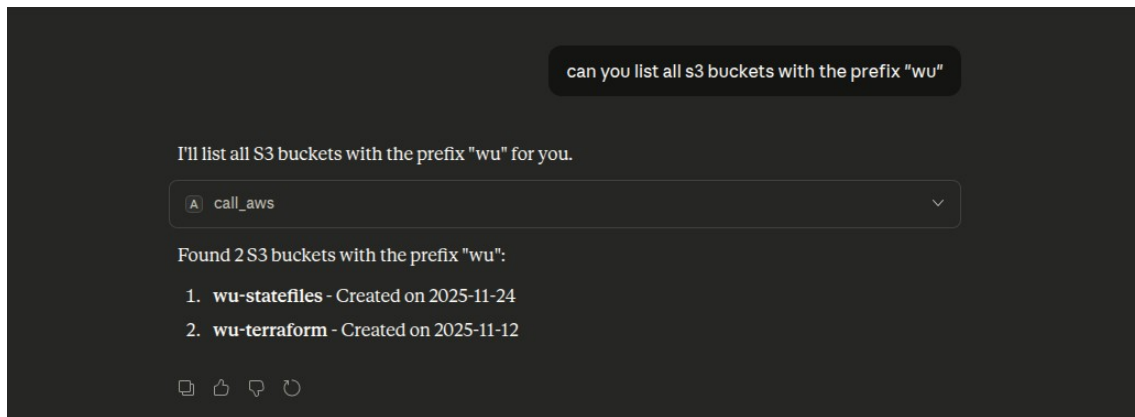 can you list all s3 buckets with the prefix "wu"
I'll list all S3 buckets with the prefix "wu" for you.
A call_aws
Found 2 S3 buckets with the prefix "wu":
1. wu-statefiles - Created on 2025-11-24
2. wu-terraform - Created on 2025-11-12